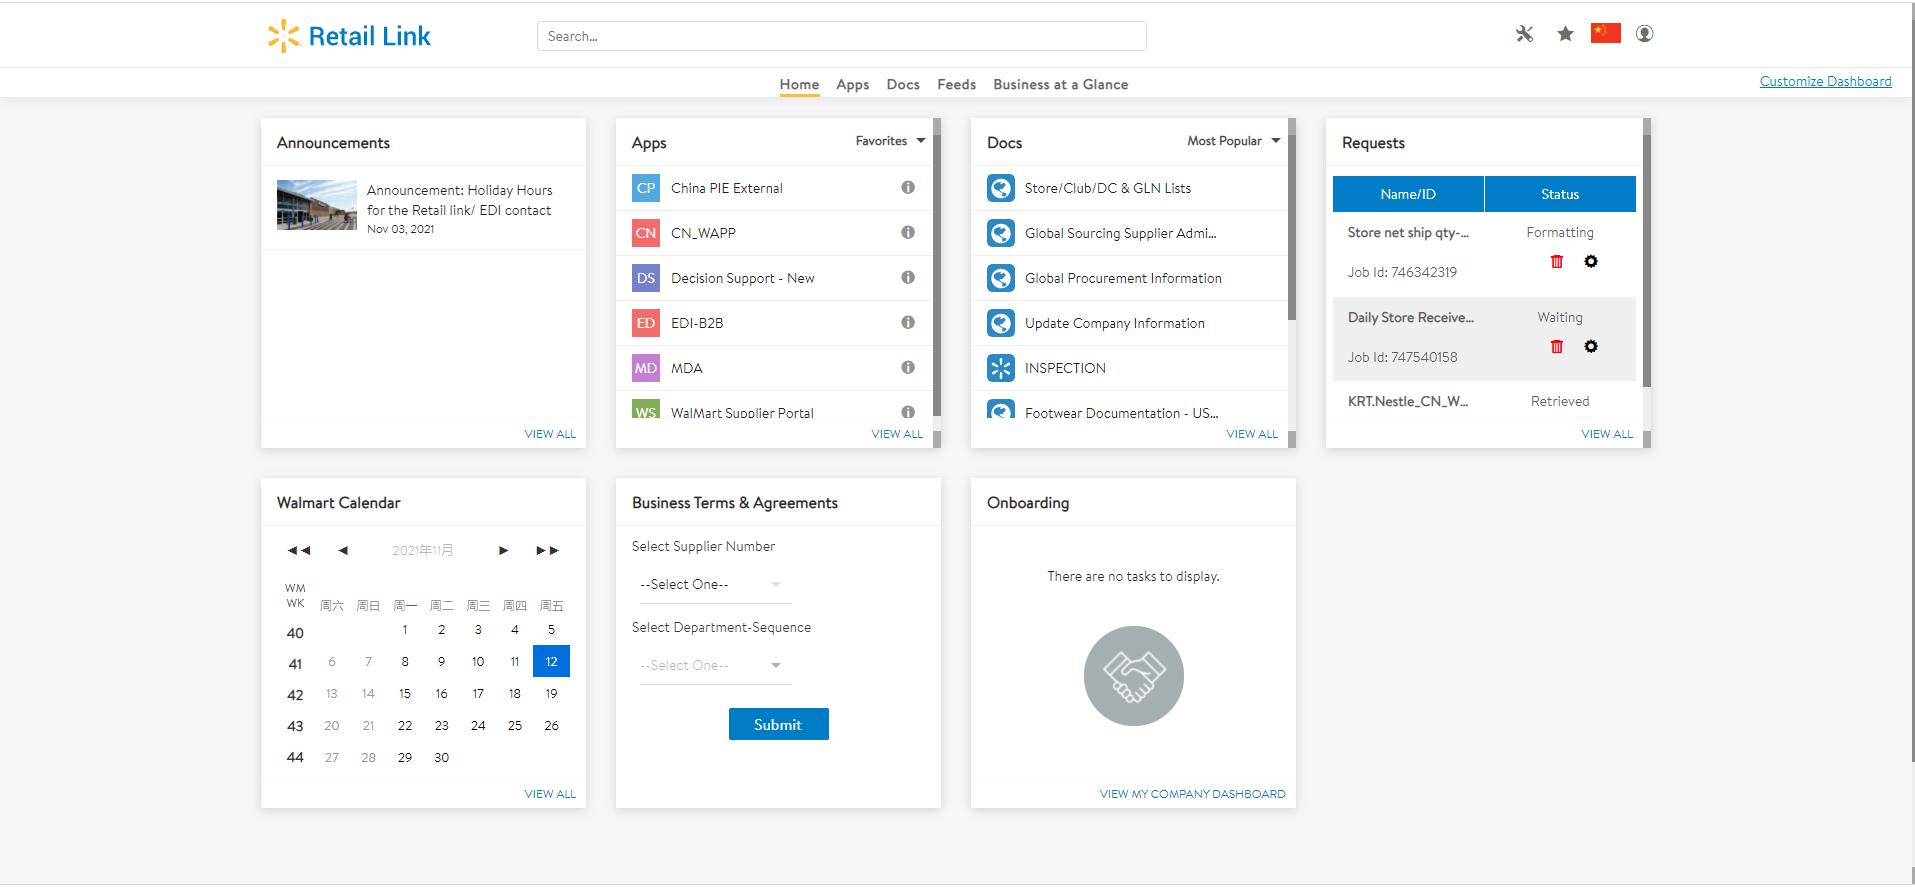 Retail Link
Search...
Home Apps Docs Feeds Business at a Glance
Customize Dashboard
Announcements
Announcement: Holiday Hours
for the Retail link/ EDI contact
Nov 03, 2021
VIEW ALL
Apps Favorites
CP China PIE External
CN CN_WAPP
DS Decision Support - New
ED EDI-B2B
MD MDA
WS WalMart Supplier Portal
VIEW ALL
Docs Most Popular
Store/Club/DC & GLN Lists
Global Sourcing Supplier Admi...
Global Procurement Information
Update Company Information
INSPECTION
Footwear Documentation - US...
VIEW ALL
Requests
Name/ID Status
Store net ship qty-... Formatting
Job Id: 746342319
Daily Store Receive... Waiting
Job Id: 747540158
KRT.Nestle_CN_W... Retrieved
VIEW ALL
Walmart Calendar
2021年11月
WM
WK 周六 周日 周一 周二 周三 周四 周五
40 1 2 3 4 5
41 6 7 8 9 10 11 12
42 13 14 15 16 17 18 19
43 20 21 22 23 24 25 26
44 27 28 29 30
VIEW ALL
Business Terms & Agreements
Select Supplier Number
--Select One--
Select Department-Sequence
--Select One--
Submit
Onboarding
There are no tasks to display.
VIEW MY COMPANY DASHBOARD